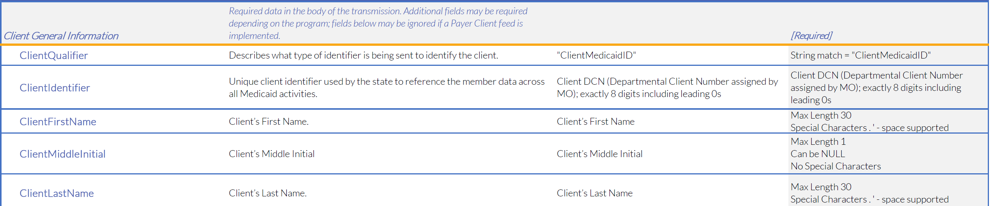 Client General Information
Required data in the body of the transmission. Additional fields may be required
depending on the program; fields below may be ignored if a Payer Client feed is
implemented.
[Required]
ClientQualifier
Describes what type of identifier is being sent to identify the client.
"ClientMedicaidID"
String match = "ClientMedicaidID"
ClientIdentifier
Unique client identifier used by the state to reference the member data across
all Medicaid activities.
Client DCN (Departmental Client Number assigned by
MO); exactly 8 digits including leading 0s
Client DCN (Departmental Client Number
assigned by MO); exactly 8 digits including
leading 0s
ClientFirstName
Client’s First Name.
Client’s First Name
Max Length 30
Special Characters . ' - space supported
ClientMiddleInitial
Client’s Middle Initial
Client’s Middle Initial
Max Length 1
Can be NULL
No Special Characters
ClientLastName
Client’s Last Name.
Client’s Last Name
Max Length 30
Special Characters . ' - space supported